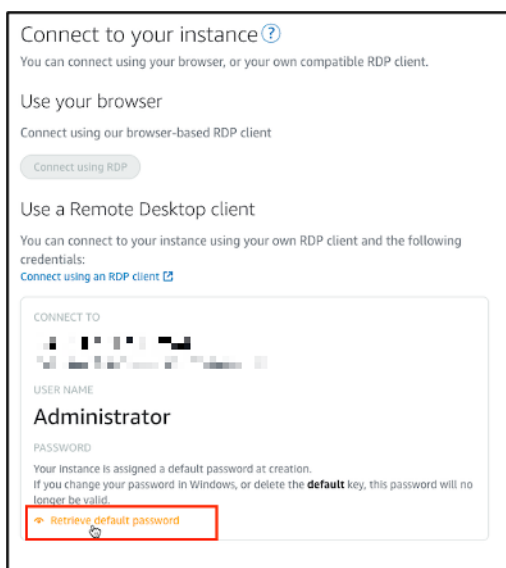 Connect to your instance
You can connect using your browser, or your own compatible RDP client.
Use your browser
Connect using our browser-based RDP client
Connect using RDP
Use a Remote Desktop client
You can connect to your instance using your own RDP client and the following
credentials:
Connect using an RDP client
CONNECT TO
USER NAME
Administrator
PASSWORD
Your instance is assigned a default password at creation.
If you change your password in Windows, or delete the default key, this password will no
longer be valid.
Retrieve default password